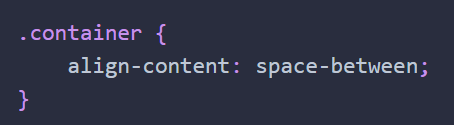 .container {
    align-content: space-between;
}